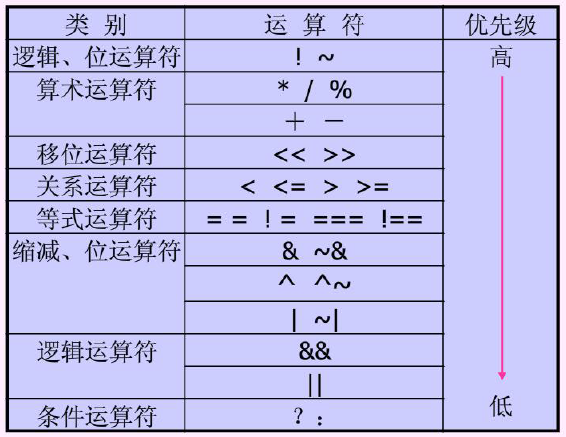 类 别 运 算 符 优先级
逻辑、位运算符 ! ~ 高
算术运算符 * / %
+ −
移位运算符 << >>
关系运算符 < <= > >=
等式运算符 = = ! = === !==
缩减、位运算符 & ~&
^ ^~
| ~|
逻辑运算符 &&
||
低
条件运算符 ? :